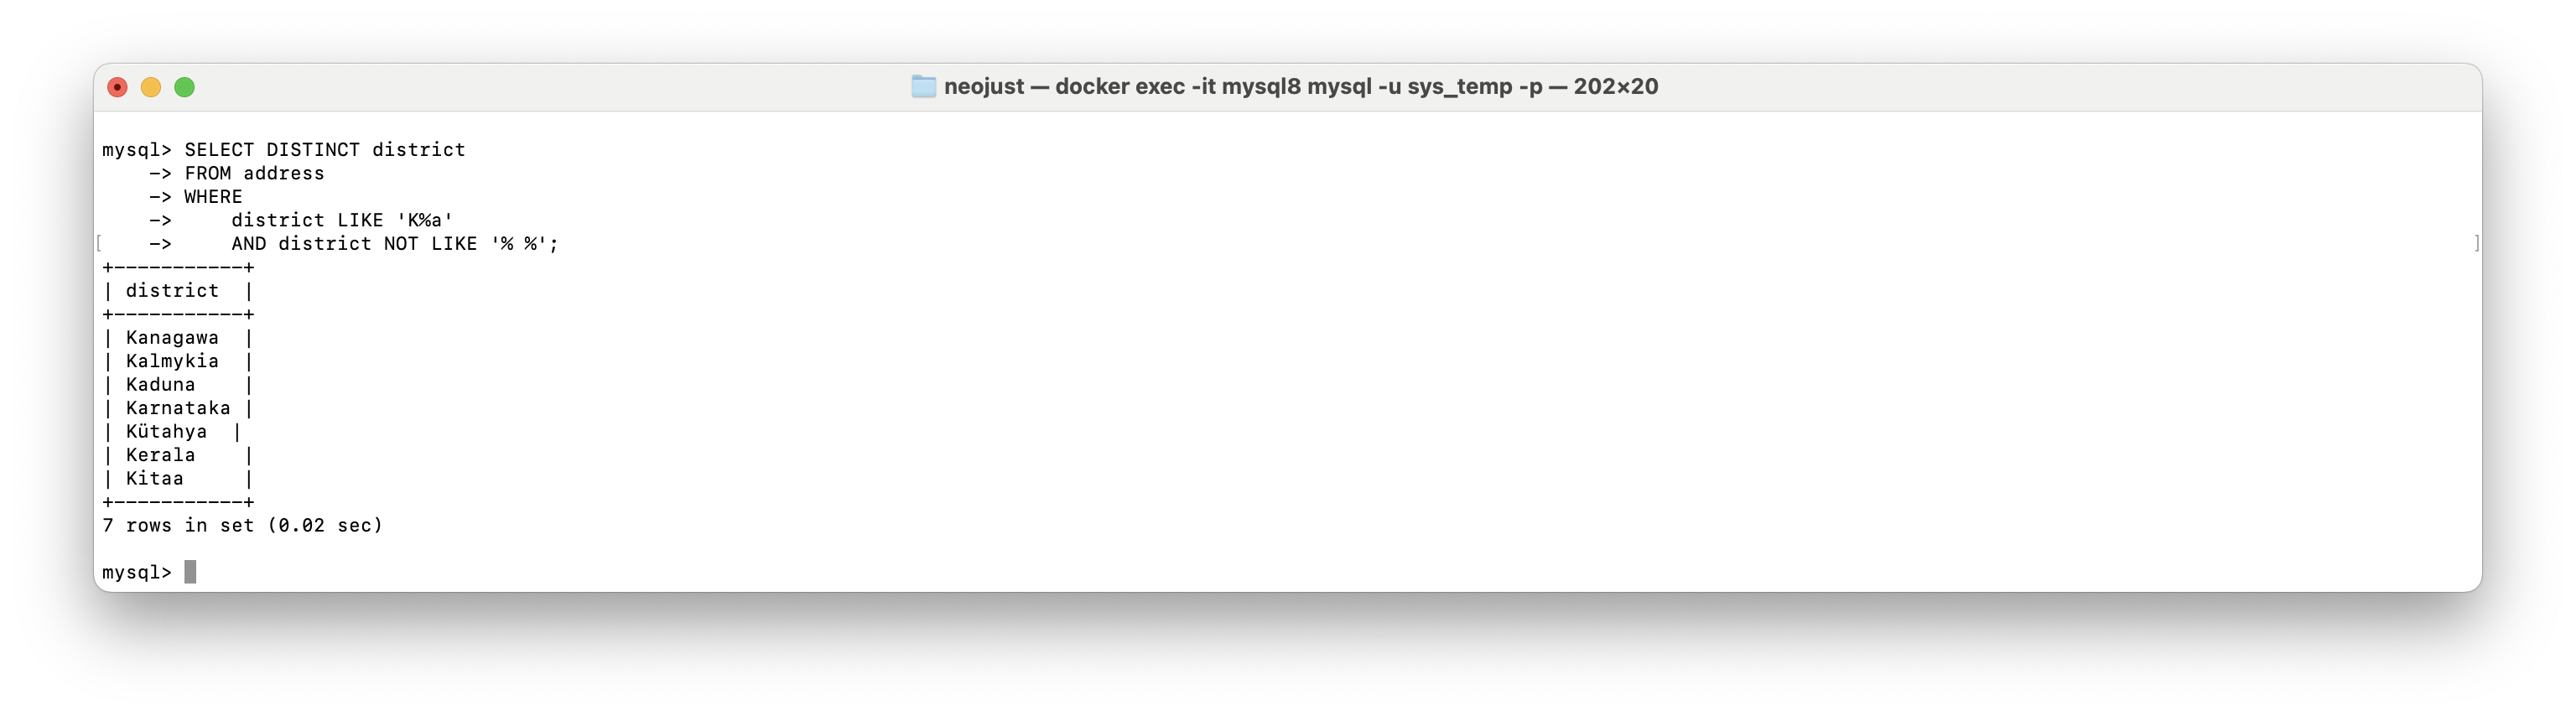 neojust — docker exec -it mysql8 mysql -u sys_temp -p — 202×20
mysql> SELECT DISTINCT district
    -> FROM address
    -> WHERE
    ->     district LIKE 'K%a'
[    ->     AND district NOT LIKE '% %'; ]
+-----------+
| district  |
+-----------+
| Kanagawa  |
| Kalmykia  |
| Kaduna    |
| Karnataka |
| Kütahya  |
| Kerala    |
| Kitaa     |
+-----------+
7 rows in set (0.02 sec)
mysql>